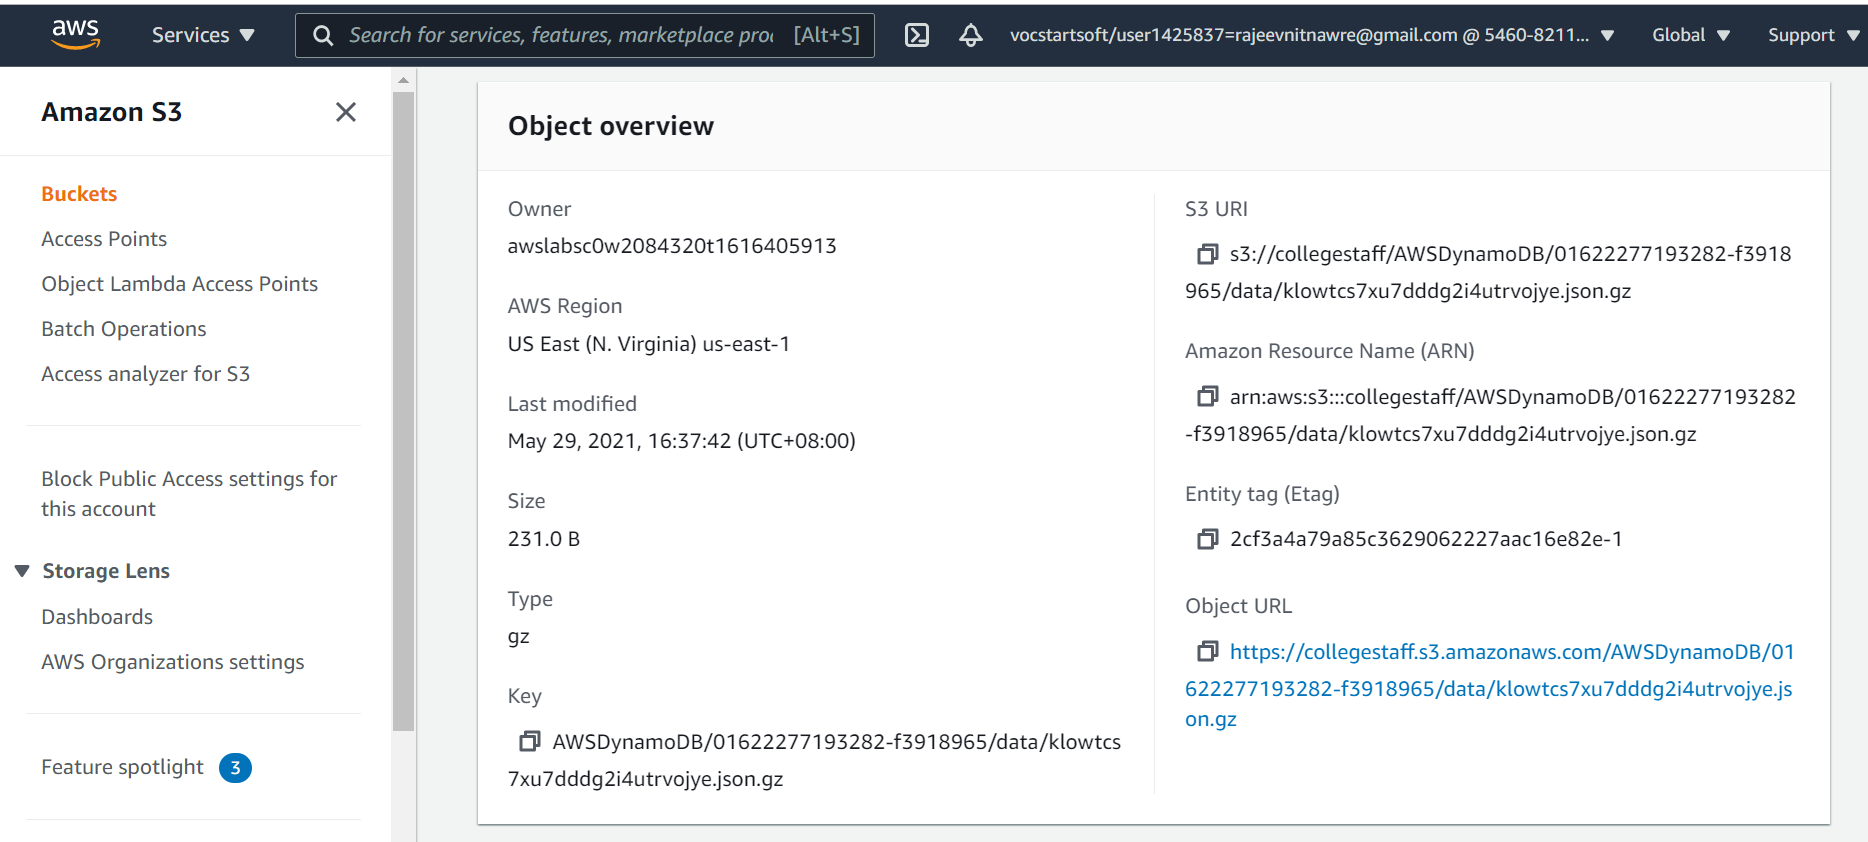 aws
Services
Search for services, features, marketplace proc [Alt+S]
vocstartsoft/user1425837=rajeevnitnawre@gmail.com @ 5460-8211...
Global
Support
Amazon S3
Buckets
Access Points
Object Lambda Access Points
Batch Operations
Access analyzer for S3
Block Public Access settings for
this account
Storage Lens
Dashboards
AWS Organizations settings
Feature spotlight 3
Object overview
Owner
awslabsc0w2084320t1616405913
AWS Region
US East (N. Virginia) us-east-1
Last modified
May 29, 2021, 16:37:42 (UTC+08:00)
Size
231.0 B
Type
gz
Key
AWSDynamoDB/01622277193282-f3918965/data/klowtcs
7xu7dddg2i4utrvojye.json.gz
S3 URI
s3://collegestaff/AWSDynamoDB/01622277193282-f3918
965/data/klowtcs7xu7dddg2i4utrvojye.json.gz
Amazon Resource Name (ARN)
arn:aws:s3:::collegestaff/AWSDynamoDB/01622277193282
-f3918965/data/klowtcs7xu7dddg2i4utrvojye.json.gz
Entity tag (Etag)
2cf3a4a79a85c3629062227aac16e82e-1
Object URL
https://collegestaff.s3.amazonaws.com/AWSDynamoDB/01
622277193282-f3918965/data/klowtcs7xu7dddg2i4utrvojye.js
on.gz